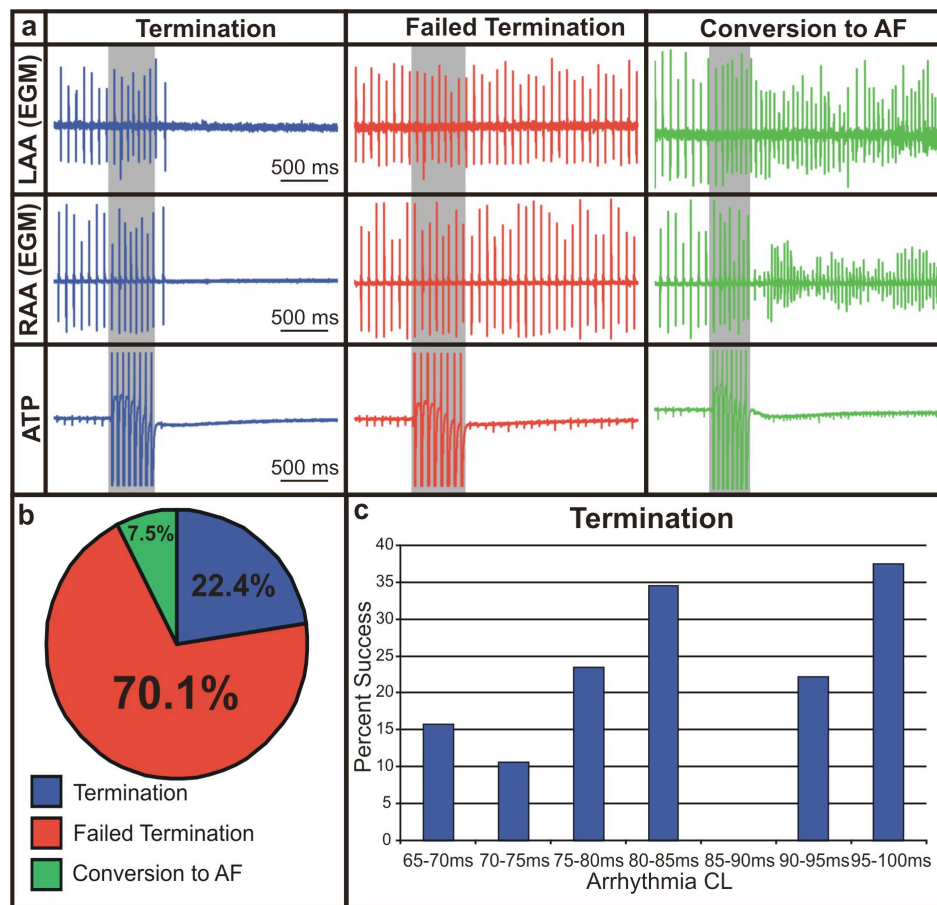 a
Termination
Failed Termination
Conversion to AF
LAA (EGM)
500 ms
RAA (EGM)
500 ms
ATP
500 ms
b
7.5%
22.4%
70.1%
Termination
Failed Termination
Conversion to AF
c
Termination
Percent Success
40
35
30
25
20
15
10
5
0
65-70ms 70-75ms 75-80ms 80-85ms 85-90ms 90-95ms 95-100ms
Arrhythmia CL